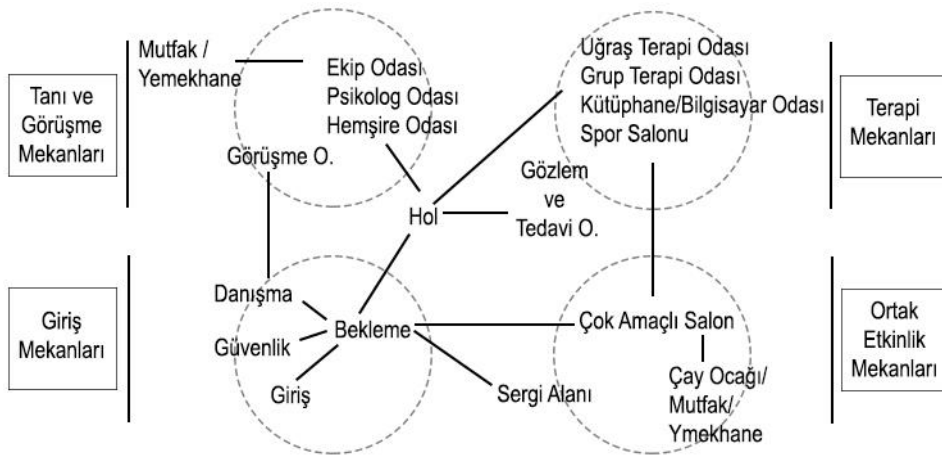 Mutfak /
Yemekhane
Tanı ve
Görüşme
Mekanları
Ekip Odası
Psikolog Odası
Hemşire Odası
Görüşme O.
Uğraş Terapi Odası
Grup Terapi Odası
Kütüphane/Bilgisayar Odası
Spor Salonu
Terapi
Mekanları
Gözlem
ve
Tedavi O.
Hol
Giriş
Mekanları
Danışma
Güvenlik
Giriş
Bekleme
Sergi Alanı
Çok Amaçlı Salon
Çay Ocağı/
Mutfak/
Ymekhane
Ortak
Etkinlik
Mekanları